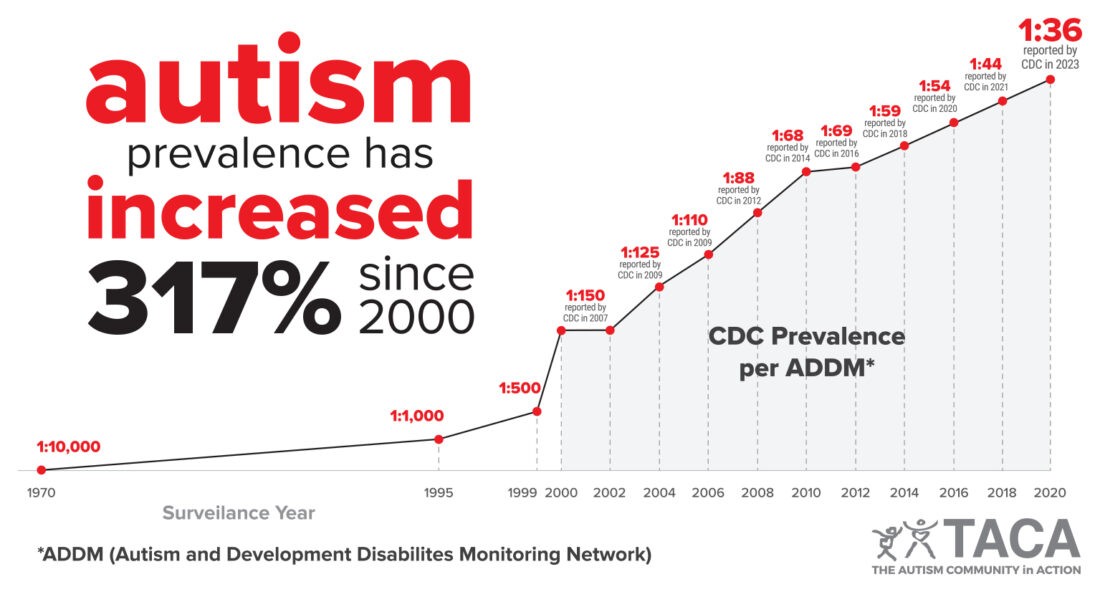 autism
prevalence has
increased
317% since
2000
1:10,000
1:1,000
1:500
1:150
reported by
CDC in 2007
1:125
reported by
CDC in 2009
1:110
reported by
CDC in 2009
1:88
reported by
CDC in 2012
1:68
reported by
CDC in 2014
1:69
reported by
CDC in 2016
1:59
reported by
CDC in 2018
1:54
reported by
CDC in 2020
1:44
reported by
CDC in 2021
1:36
reported by
CDC in 2023
CDC Prevalence
per ADDM*
1970 1995 1999 2000 2002 2004 2006 2008 2010 2012 2014 2016 2018 2020
Surveilance Year
*ADDM (Autism and Development Disabilites Monitoring Network)
TACA
THE AUTISM COMMUNITY in ACTION